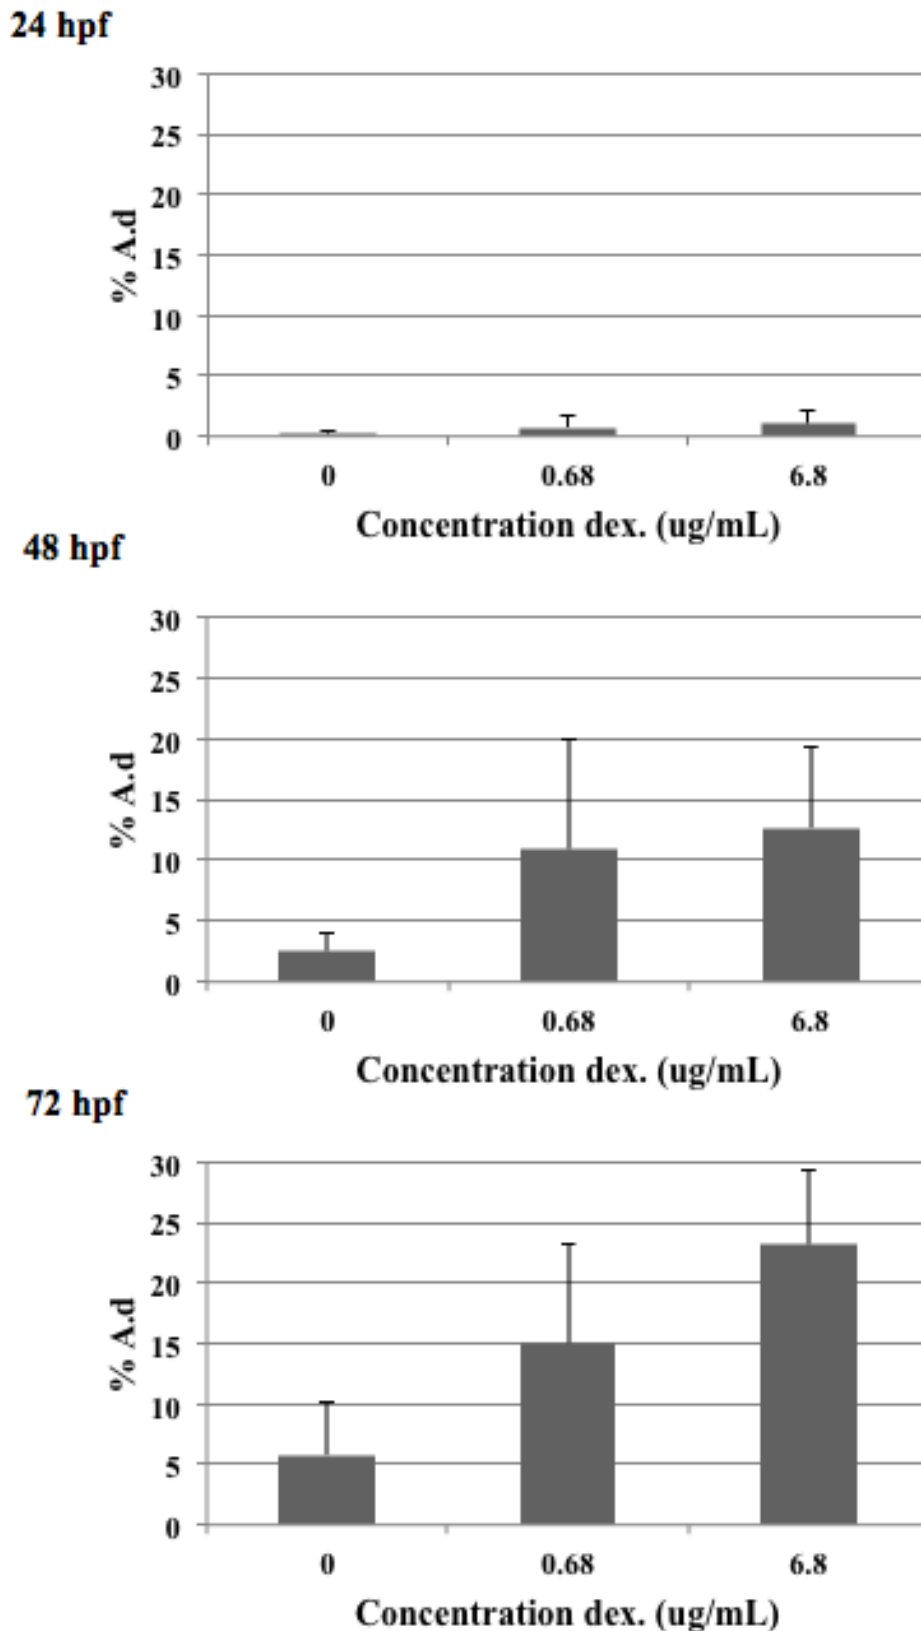 24 hpf
30
25
20
15
10
5
0
% A.d
0 0.68 6.8
Concentration dex. (ug/mL)
48 hpf
30
25
20
15
10
5
0
% A.d
0 0.68 6.8
Concentration dex. (ug/mL)
72 hpf
30
25
20
15
10
5
0
% A.d
0 0.68 6.8
Concentration dex. (ug/mL)